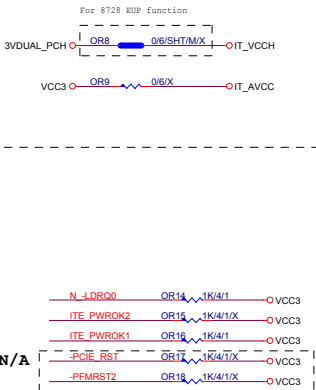 For 8728 EUP function
3VDUAL_PCH OR8 0/6/SHT/M/X IT_VCCH
VCC3 OR9 0/6/X IT_AVCC
N_-LDRQ0 OR14 1K/4/1 VCC3
ITE_PWROK2 OR15 1K/4/1/X VCC3
ITE_PWROK1 OR16 1K/4/1 VCC3
N/A -PCIE_RST OR17 1K/4/1/X VCC3
-PFMRST2 OR18 1K/4/1/X VCC3